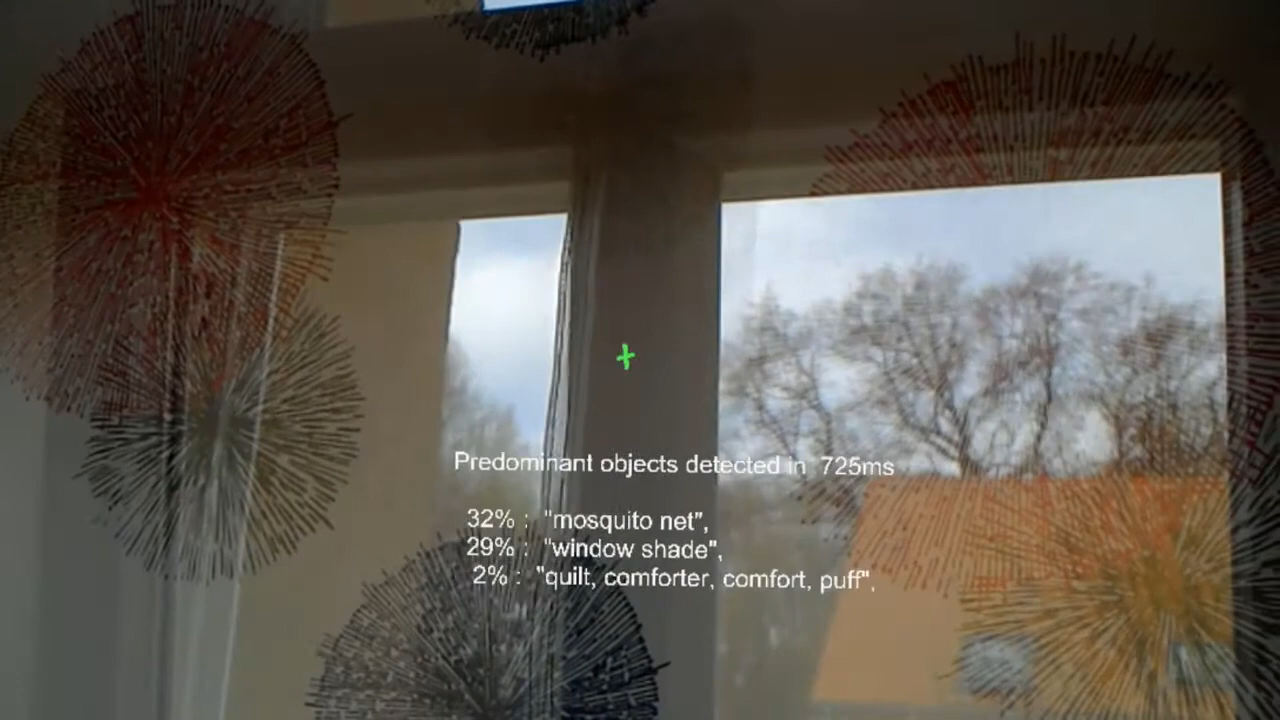 Predominant objects detected in 725ms
32% : "mosquito net",
29% : "window shade",
2% : "quilt, comforter, comfort, puff",